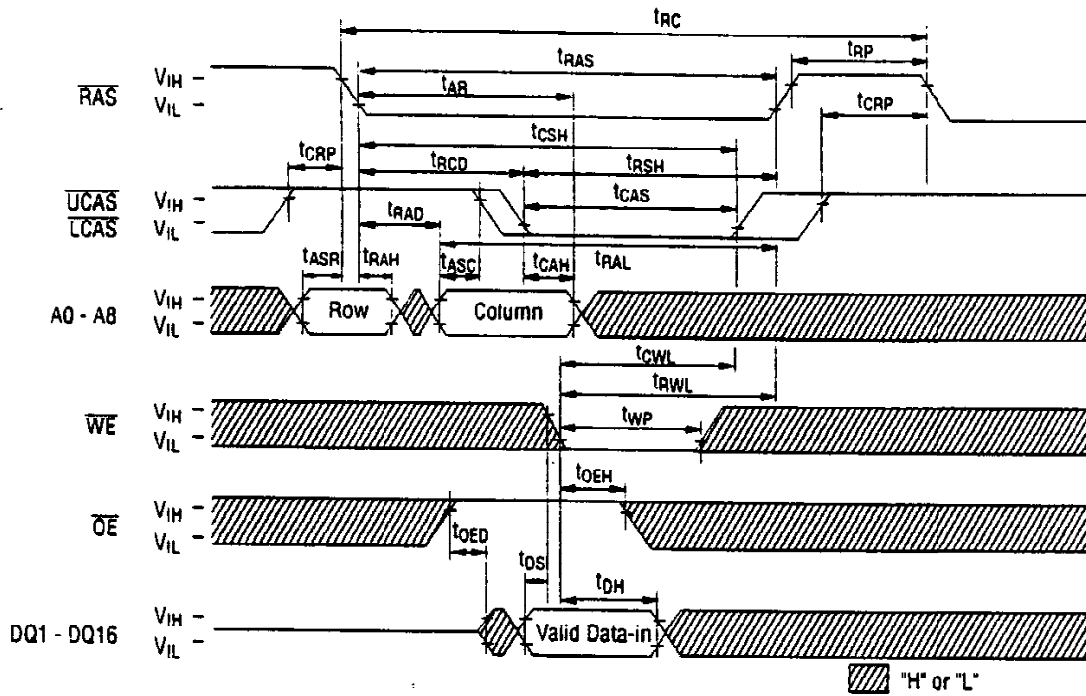 tRC
tRAS
tRP
RAS
VIH
VIL
tAR
tCRP
tCSH
tCRP
tRCD
tRSH
UCAS
LCAS
VIH
VIL
tCAS
tRAD
tRAL
tASR
tRAH
tASC
tCAH
A0 - A8
VIH
VIL
Row
Column
tCWL
tRWL
WE
VIH
VIL
tWP
tOEH
OE
VIH
VIL
tOED
tDS
tDH
DQ1 - DQ16
VIH
VIL
Valid Data-in
"H" or "L"